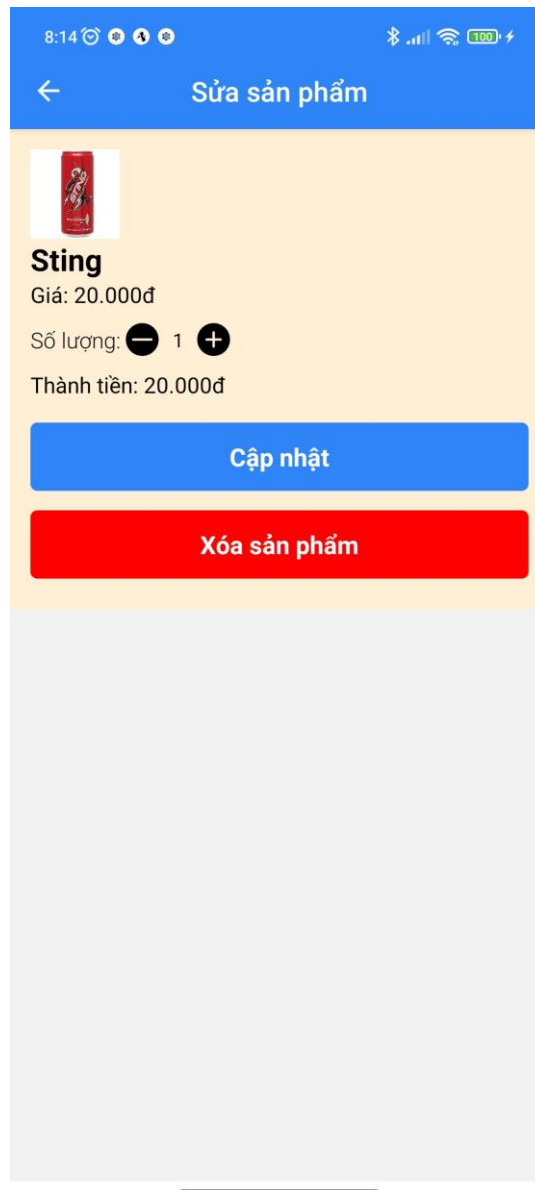 8:14
100
Sửa sản phẩm
Sting
Giá: 20.000đ
Số lượng: 1
Thành tiền: 20.000đ
Cập nhật
Xóa sản phẩm